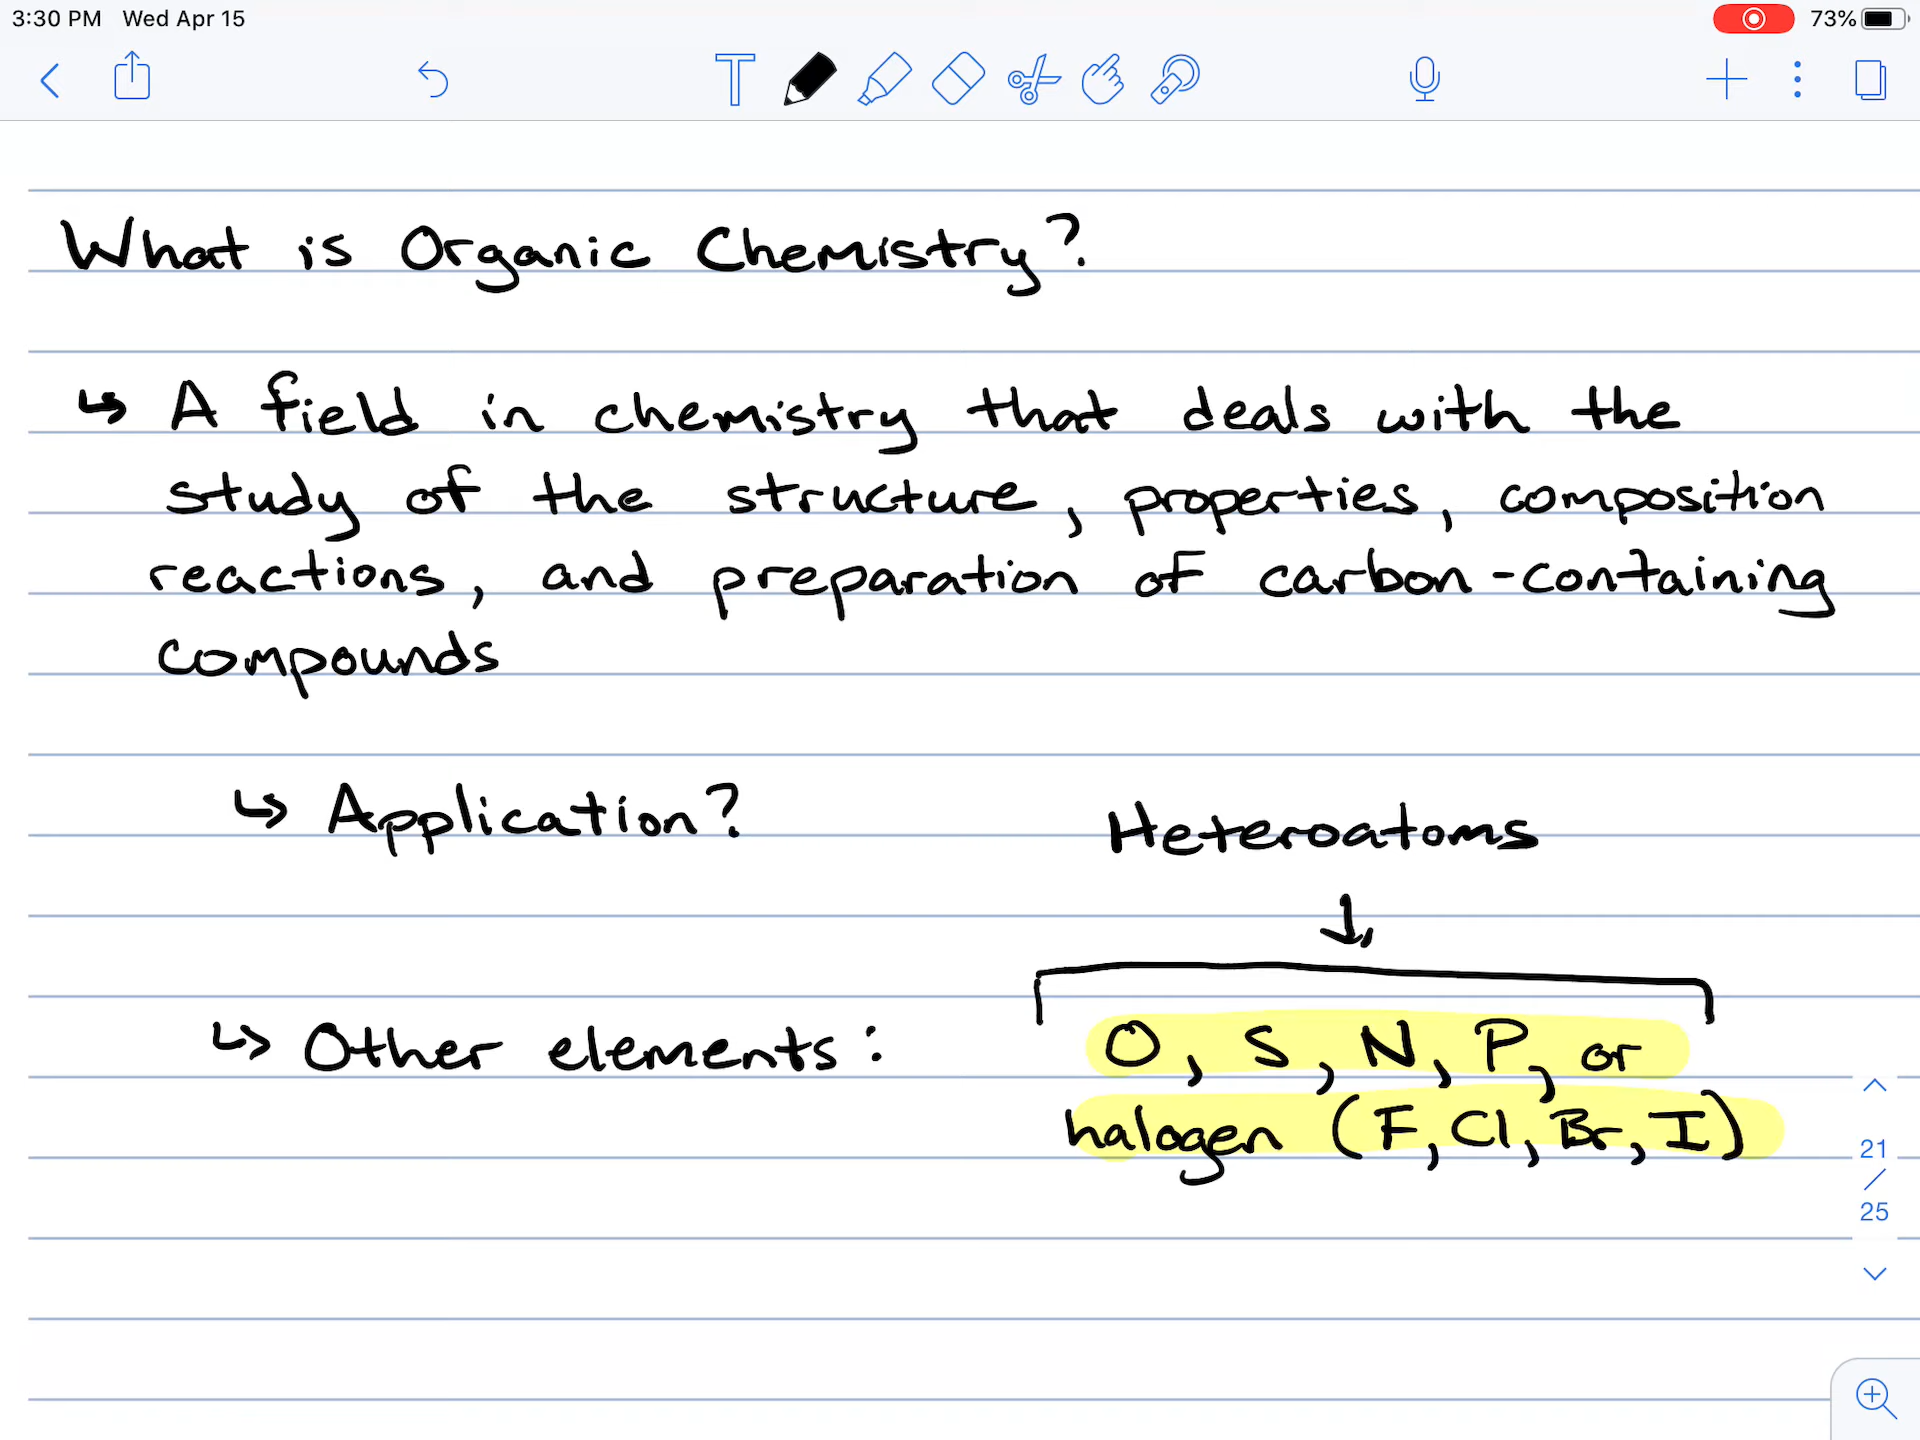 3:30 PM Wed Apr 15 73%
What is Organic Chemistry?
↳ A field in chemistry that deals with the
study of the structure, properties, composition
reactions, and preparation of carbon-containing
compounds
↳ Application?
Heteroatoms
↓
↳ Other elements: O, S, N, P, or
halogen (F, Cl, Br, I)
21
/
25